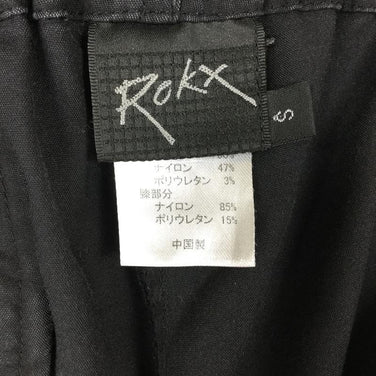 ROKX
S
ナイロン 47%
ポリウレタン 3%
膝部分
ナイロン 85%
ポリウレタン 15%
中国製